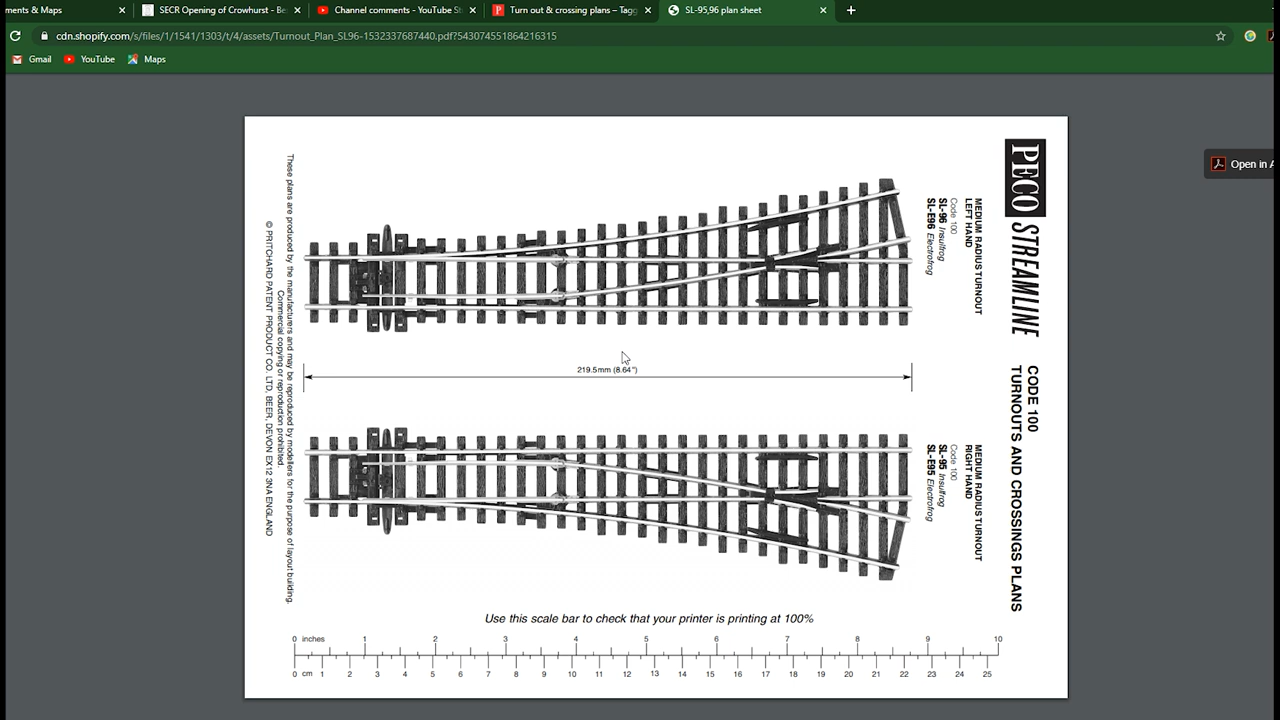 ments & Maps
SECR Opening of Crowhurst - Be
Channel comments - YouTube St
Turn out & crossing plans – Tagg
SL-95,96 plan sheet
cdn.shopify.com/s/files/1/1541/1303/t/4/assets/Turnout_Plan_SL96-1532337687440.pdf?543074551864216315
Gmail
YouTube
Maps
Open in A
PECO STREAMLINE
CODE 100
TURNOUTS AND CROSSINGS PLANS
MEDIUM RADIUS TURNOUT
LEFT HAND
Code 100
SL-96 Insulfrog
SL-E96 Electrofrog
219.5mm (8.64")
MEDIUM RADIUS TURNOUT
RIGHT HAND
Code 100
SL-95 Insulfrog
SL-E95 Electrofrog
These plans are produced by the manufacturers and may be reproduced by modellers for the purpose of layout building.
Commercial copying or reproduction prohibited.
© PRITCHARD PATENT PRODUCT CO. LTD, BEER, DEVON EX12 3NA ENGLAND
Use this scale bar to check that your printer is printing at 100%
0 inches 1 2 3 4 5 6 7 8 9 10
0 cm 1 2 3 4 5 6 7 8 9 10 11 12 13 14 15 16 17 18 19 20 21 22 23 24 25